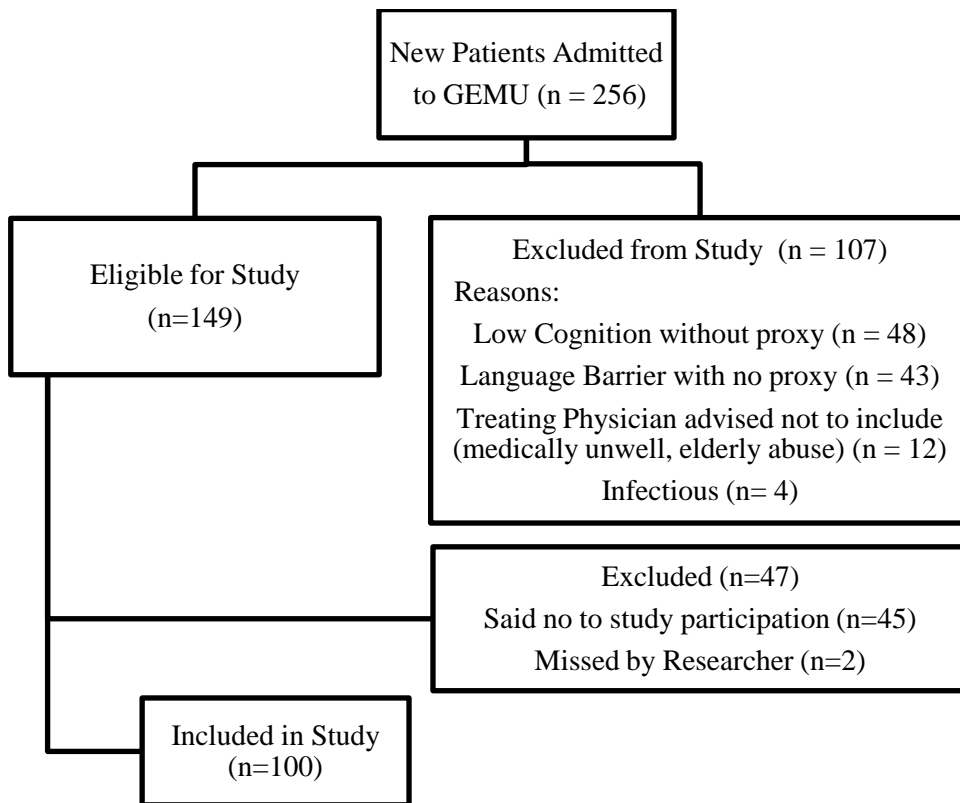 New Patients Admitted
to GEMU (n = 256)
Eligible for Study
(n=149)
Excluded from Study (n = 107)
Reasons:
Low Cognition without proxy (n = 48)
Language Barrier with no proxy (n = 43)
Treating Physician advised not to include
(medically unwell, elderly abuse) (n = 12)
Infectious (n= 4)
Excluded (n=47)
Said no to study participation (n=45)
Missed by Researcher (n=2)
Included in Study
(n=100)